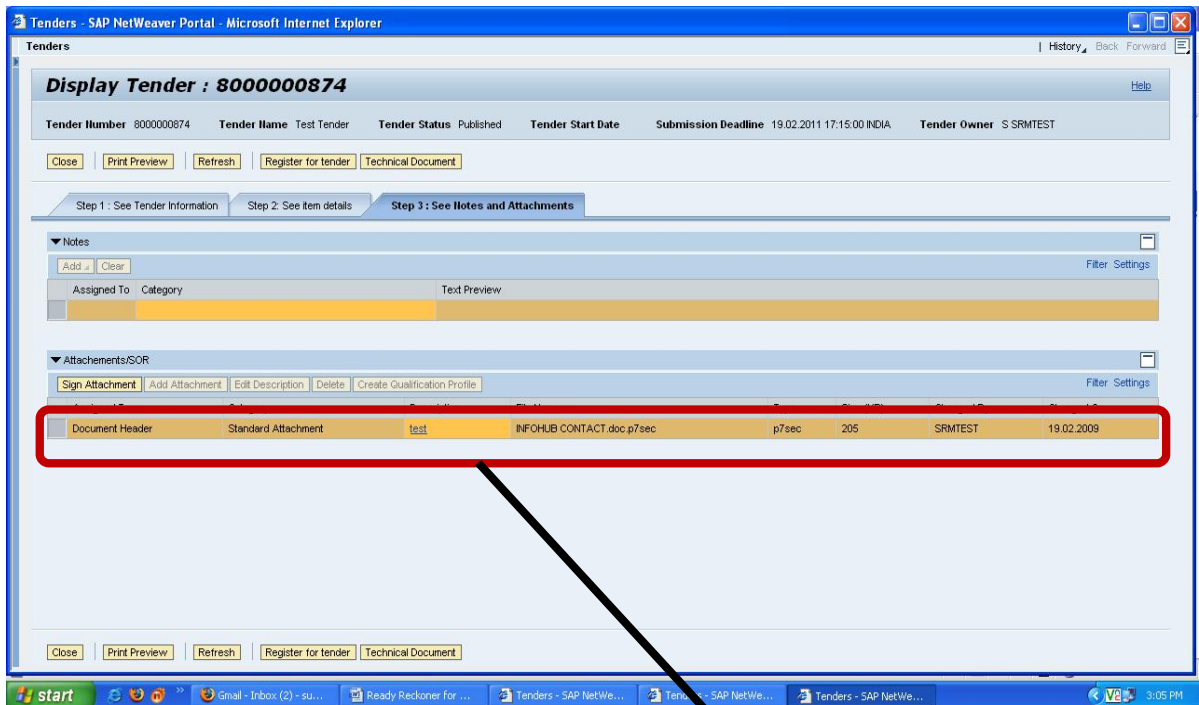 Tenders - SAP NetWeaver Portal - Microsoft Internet Explorer
Tenders | History Back Forward
Display Tender : 8000000874 Help
Tender Number 8000000874 Tender Name Test Tender Tender Status Published Tender Start Date Submission Deadline 19.02.2011 17:15:00 INDIA Tender Owner S SRMTEST
Close Print Preview Refresh Register for tender Technical Document
Step 1 : See Tender Information Step 2: See item details Step 3 : See Notes and Attachments
Notes
Add Clear Filter Settings
Assigned To Category Text Preview
Attachements/SOR
Sign Attachment Add Attachment Edit Description Delete Create Qualification Profile Filter Settings
Document Header Standard Attachment test INFOHUB CONTACT.doc.p7sec p7sec 205 SRMTEST 19.02.2009
Close Print Preview Refresh Register for tender Technical Document
start Gmail - Inbox (2) - su... Ready Reckoner for ... Tenders - SAP NetWe... Tenders - SAP NetWe... Tenders - SAP NetWe... 3:05 PM